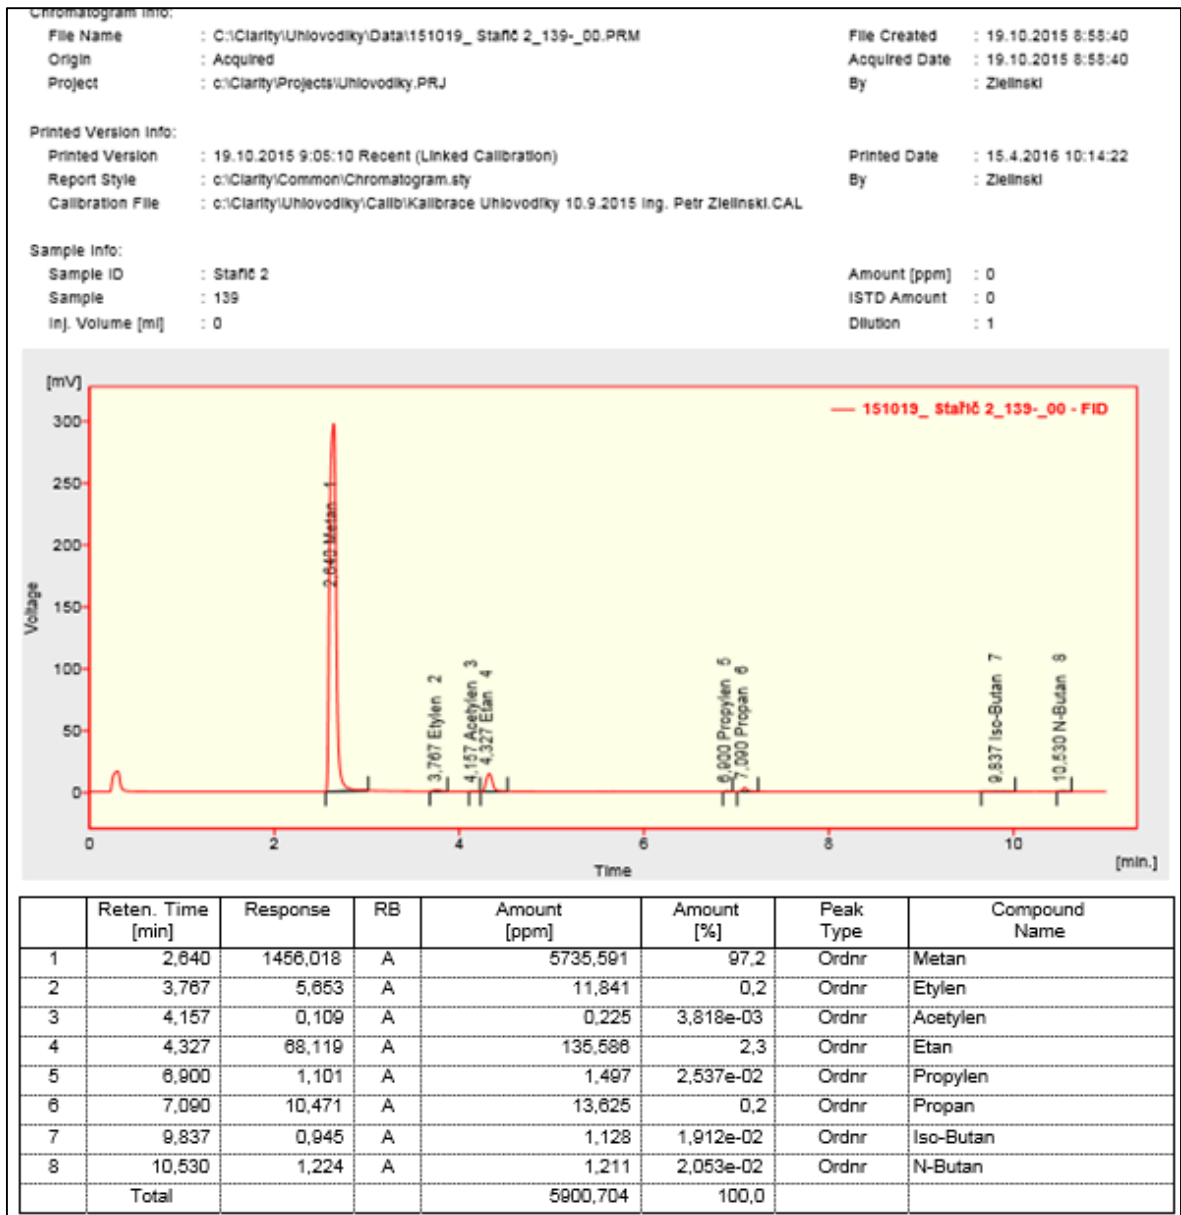 Chromatogram Info:
File Name : C:\Clarity\Uhlovodiky\Data\151019_ Staříč 2_139-_00.PRM File Created : 19.10.2015 8:58:40
Origin : Acquired Acquired Date : 19.10.2015 8:58:40
Project : c:\Clarity\Projects\Uhlovodiky.PRJ By : Zielinski
Printed Version Info:
Printed Version : 19.10.2015 9:05:10 Recent (Linked Calibration) Printed Date : 15.4.2016 10:14:22
Report Style : c:\Clarity\Common\Chromatogram.sty By : Zielinski
Calibration File : c:\Clarity\Uhlovodiky\Calib\Kalibrace Uhlovodíky 10.9.2015 Ing. Petr Zielinski.CAL
Sample Info:
Sample ID : Staříč 2 Amount [ppm] : 0
Sample : 139 ISTD Amount : 0
Inj. Volume [ml] : 0 Dilution : 1
[mV]
151019_ Staříč 2_139-_00 - FID
300
250
200
150
100
50
0
Voltage
2,640 Metan 1
3,767 Etylen 2
4,157 Acetylen 3
4,327 Etan 4
6,900 Propylen 5
7,090 Propan 6
9,837 Iso-Butan 7
10,530 N-Butan 8
0 2 4 6 8 10
Time [min.]
Reten. Time [min] Response RB Amount [ppm] Amount [%] Peak Type Compound Name
1 2,640 1456,018 A 5735,591 97,2 Ordnr Metan
2 3,767 5,653 A 11,841 0,2 Ordnr Etylen
3 4,157 0,109 A 0,225 3,818e-03 Ordnr Acetylen
4 4,327 68,119 A 135,586 2,3 Ordnr Etan
5 6,900 1,101 A 1,497 2,537e-02 Ordnr Propylen
6 7,090 10,471 A 13,625 0,2 Ordnr Propan
7 9,837 0,945 A 1,128 1,912e-02 Ordnr Iso-Butan
8 10,530 1,224 A 1,211 2,053e-02 Ordnr N-Butan
Total 5900,704 100,0